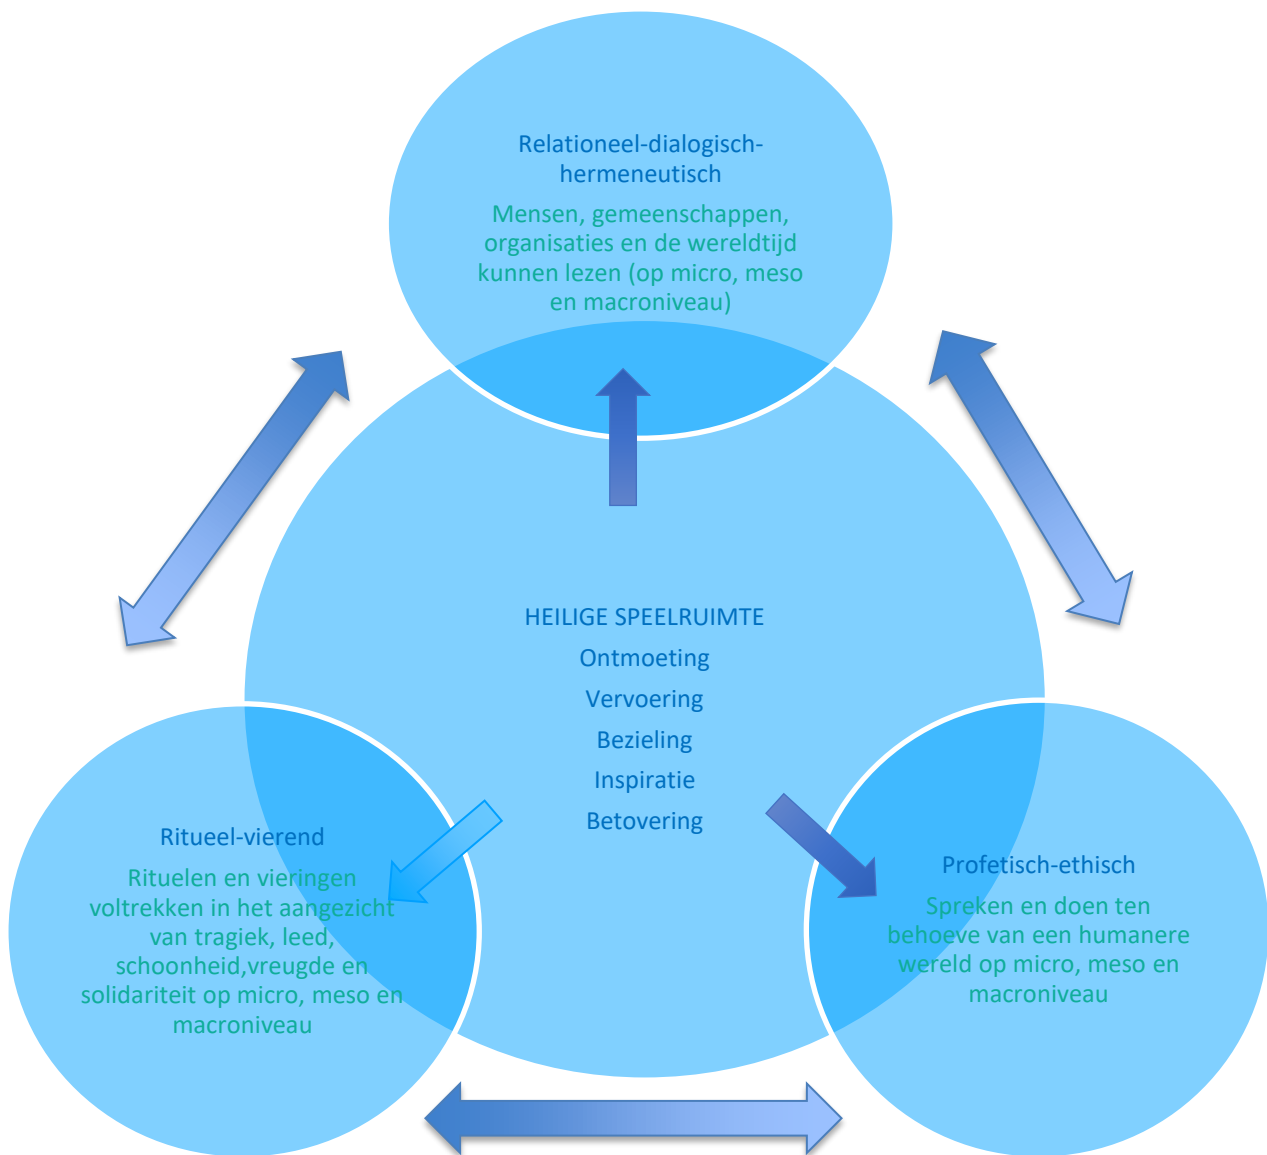 Relationeel-dialogisch-
hermeneutisch
Mensen, gemeenschappen,
organisaties en de wereldtijd
kunnen lezen (op micro, meso
en macroniveau)
HEILIGE SPEELRUIMTE
Ontmoeting
Vervoering
Bezieling
Inspiratie
Betovering
Ritueel-vierend
Rituelen en vieringen
voltrekken in het aangezicht
van tragiek, leed,
schoonheid,vreugde en
solidariteit op micro, meso en
macroniveau
Profetisch-ethisch
Spreken en doen ten
behoeve van een humanere
wereld op micro, meso en
macroniveau